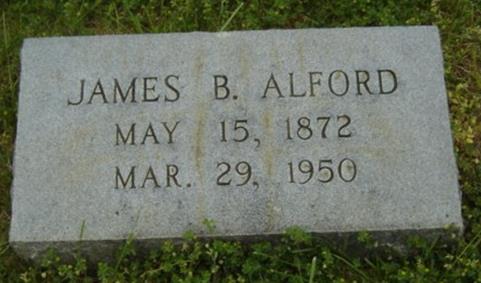 JAMES B. ALFORD
MAY 15, 1872
MAR. 29, 1950